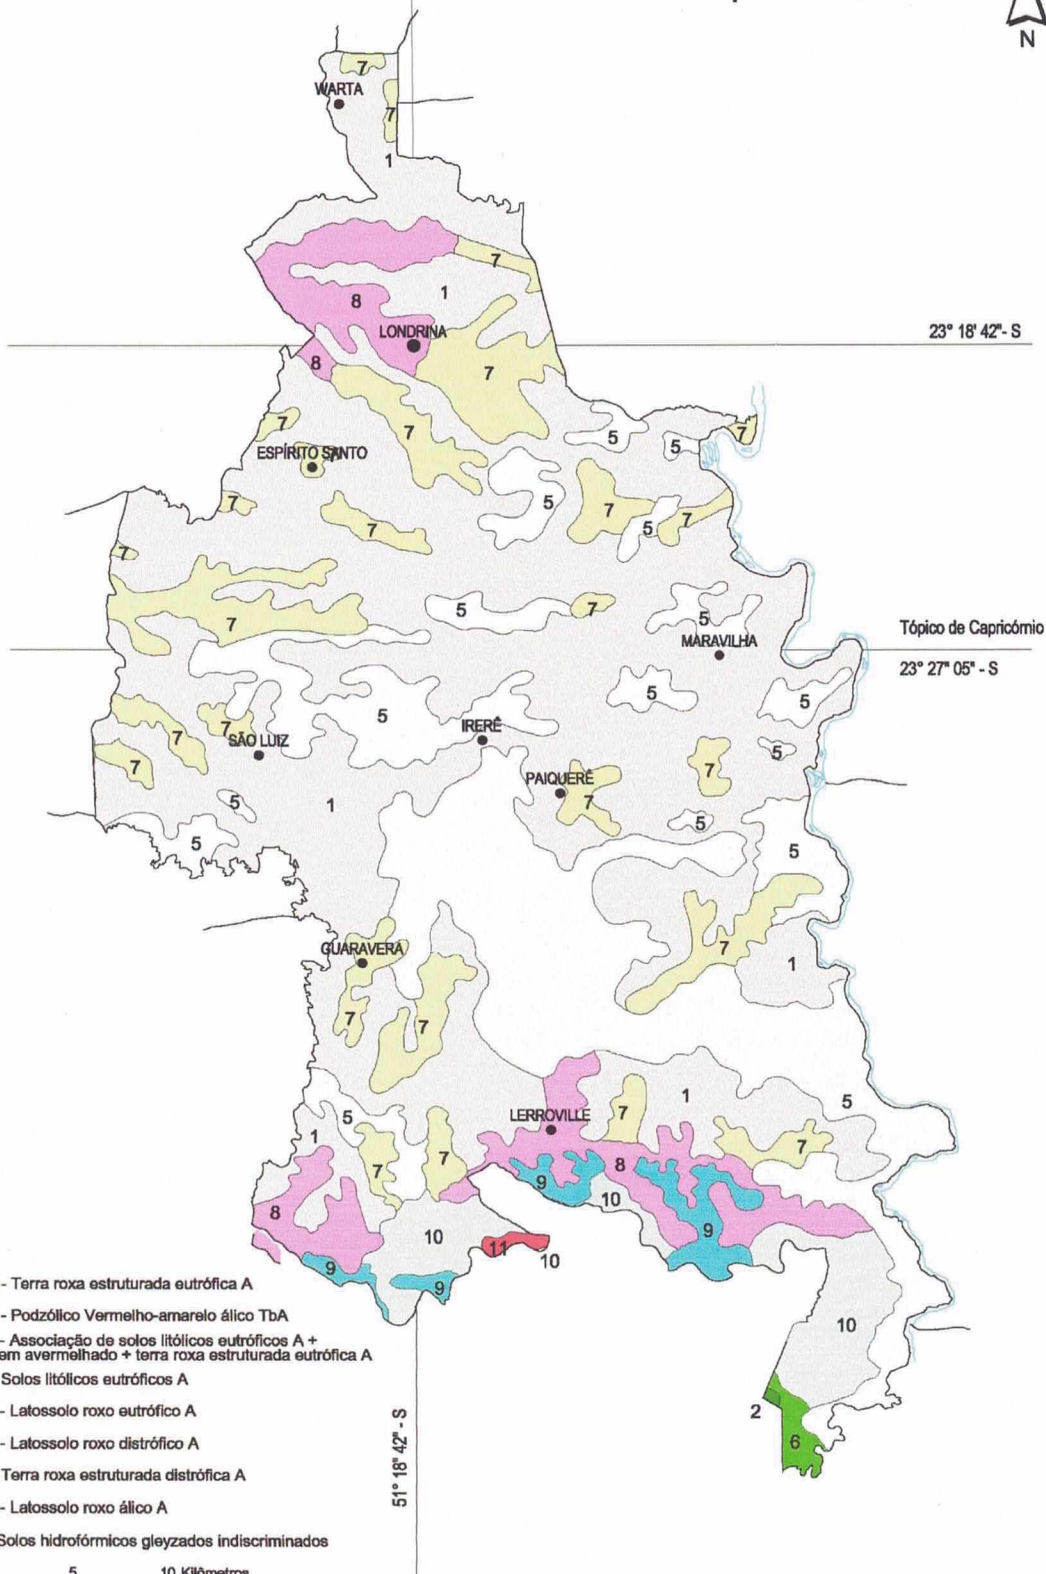 N
7
WARTA
7
1
7
8
1
LONDRINA
23° 18' 42"- S
8
7
7
7
5
5
7
ESPÍRITO SANTO
7
5
7
5
7
7
7
7
5
7
5
7
Tópico de Capricórnio
MARAVILHA
23° 27" 05" - S
5
5
5
7
7
IRERÊ
SÃO LUIZ
5
7
7
PAIQUERÊ
5
1
7
5
5
5
GUARAVERA
7
1
7
7
1
5
5
LERROVILLE
7
1
7
7
7
8
9
10
8
9
10
11
10
9
9
10
2
6
- Terra roxa estruturada eutrófica A
- Podzólico Vermelho-amarelo álico TbA
- Associação de solos litólicos eutróficos A +
em avermelhado + terra roxa estruturada eutrófica A
Solos litólicos eutróficos A
- Latossolo roxo eutrófico A
- Latossolo roxo distrófico A
Terra roxa estruturada distrófica A
- Latossolo roxo álico A
Solos hidrofórmicos gleyzados indiscriminados
5 10 Kilômetros
51° 18" 42" - S